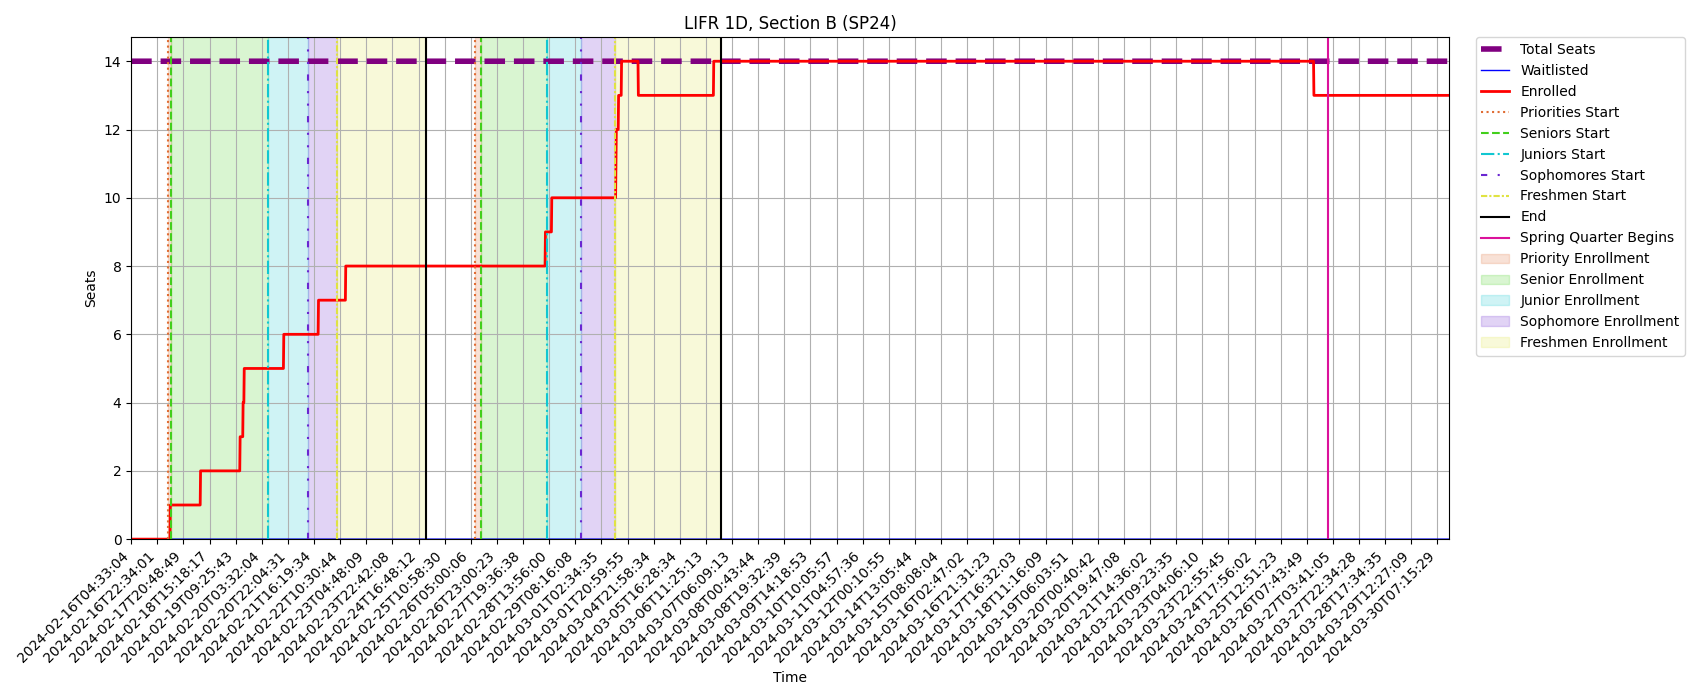 LIFR 1D, Section B (SP24)
Total Seats
Waitlisted
Enrolled
Priorities Start
Seniors Start
Juniors Start
Sophomores Start
Freshmen Start
End
Spring Quarter Begins
Priority Enrollment
Senior Enrollment
Junior Enrollment
Sophomore Enrollment
Freshmen Enrollment
Seats
14
12
10
8
6
4
2
0
2024-02-16T04:33:04
2024-02-16T22:34:01
2024-02-17T20:48:49
2024-02-18T15:18:17
2024-02-19T09:25:43
2024-02-20T03:32:04
2024-02-20T22:04:31
2024-02-21T16:19:34
2024-02-22T10:30:44
2024-02-23T04:48:09
2024-02-23T22:42:08
2024-02-24T16:48:12
2024-02-25T10:58:30
2024-02-26T05:00:06
2024-02-26T23:00:23
2024-02-27T19:36:38
2024-02-28T13:56:00
2024-02-29T08:16:08
2024-03-01T02:34:35
2024-03-01T20:59:55
2024-03-04T21:58:34
2024-03-05T16:28:34
2024-03-06T11:25:13
2024-03-07T06:09:13
2024-03-08T00:43:44
2024-03-08T19:32:39
2024-03-09T14:18:53
2024-03-10T10:05:57
2024-03-11T04:57:36
2024-03-12T00:10:55
2024-03-14T13:05:44
2024-03-15T08:08:04
2024-03-16T02:47:02
2024-03-16T21:31:23
2024-03-17T16:32:03
2024-03-18T11:16:09
2024-03-19T06:03:51
2024-03-20T00:40:42
2024-03-20T19:47:08
2024-03-21T14:36:02
2024-03-22T09:23:35
2024-03-23T04:06:10
2024-03-23T22:55:45
2024-03-24T17:56:02
2024-03-25T12:51:23
2024-03-26T07:43:49
2024-03-27T03:41:05
2024-03-27T22:34:28
2024-03-28T17:34:35
2024-03-29T12:27:09
2024-03-30T07:15:29
Time